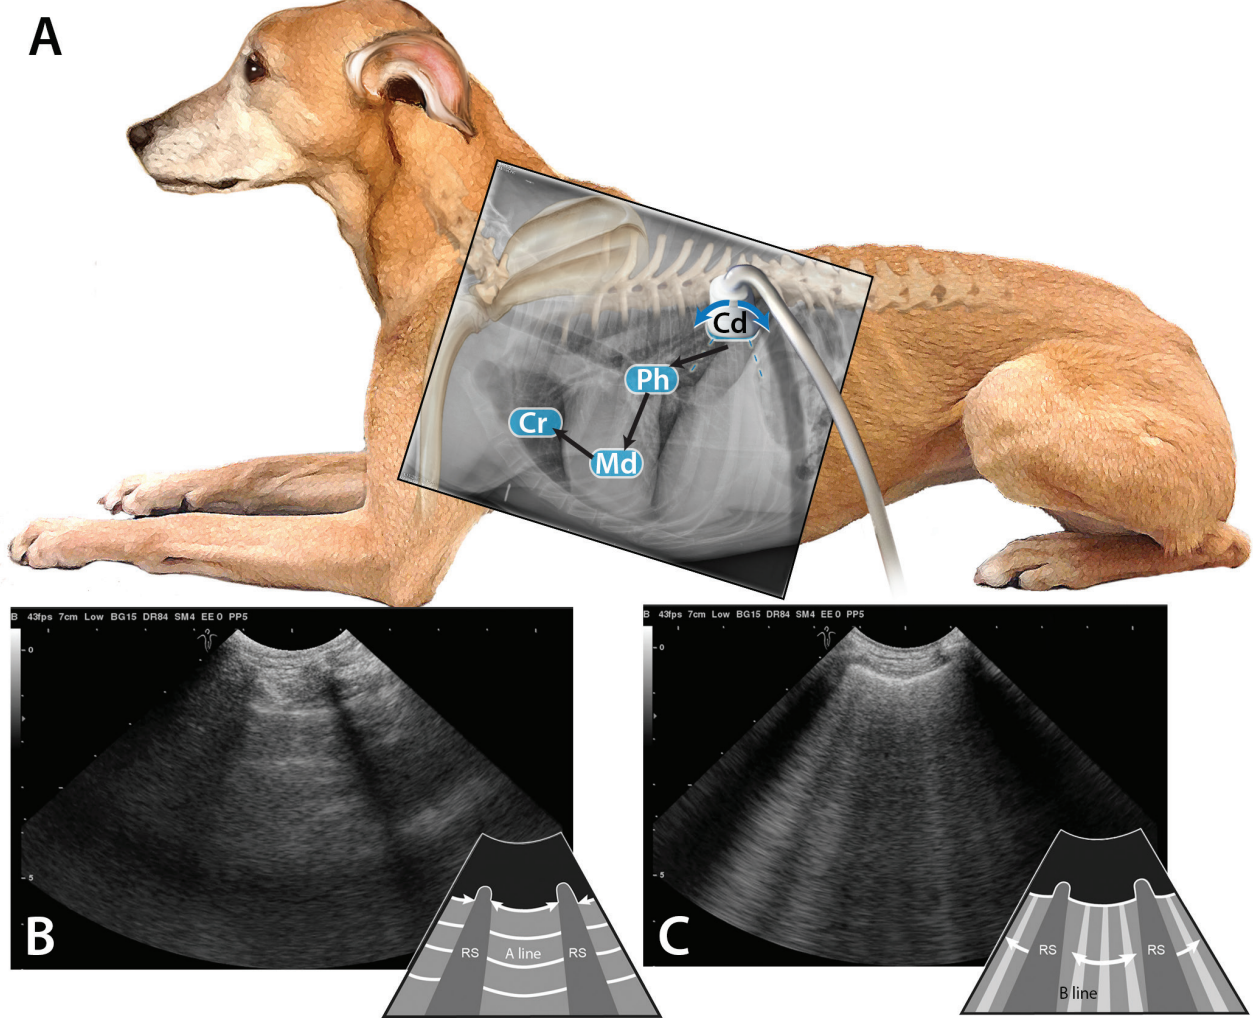 A
Cd
Ph
Cr
Md
B 43fps 7cm Low BG15 DR84 SM4 EE 0 PP5
0
5
B
RS
A line
RS
B 43fps 7cm Low BG15 DR84 SM4 EE 0 PP5
0
5
C
RS
RS
B line